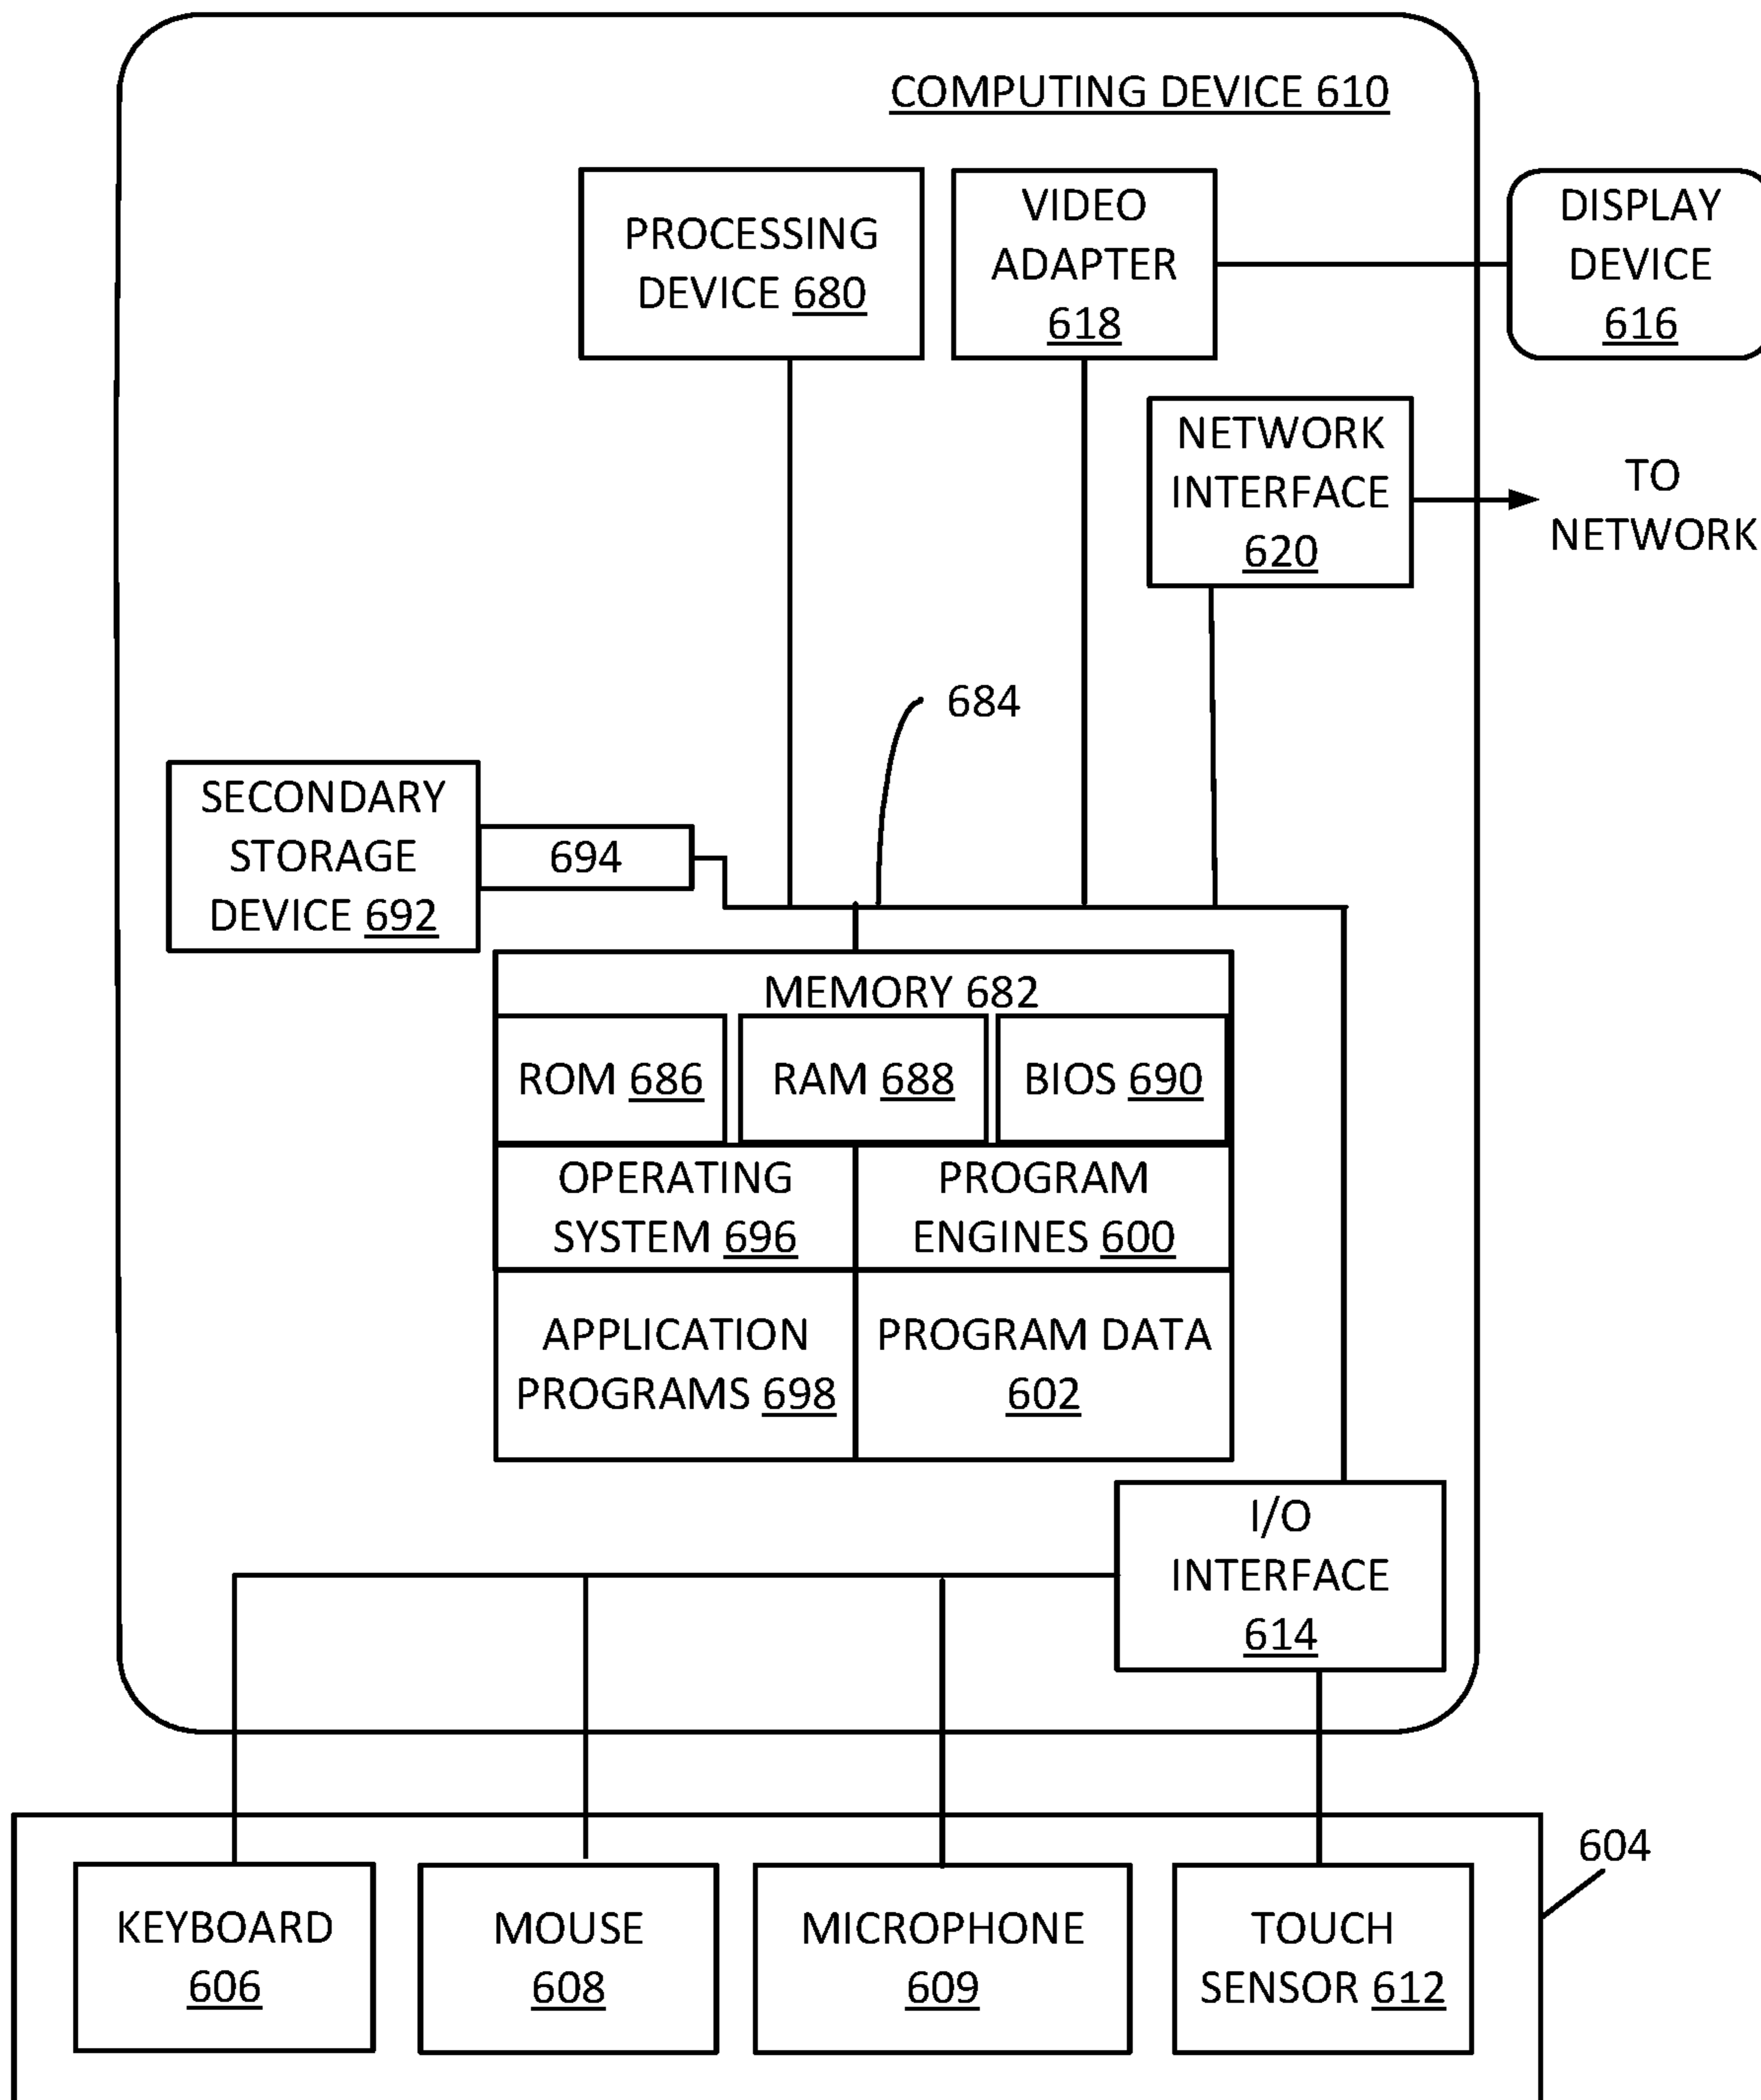 COMPUTING DEVICE 610
PROCESSING
DEVICE 680
VIDEO
ADAPTER
618
DISPLAY
DEVICE
616
NETWORK
INTERFACE
620
TO
NETWORK
684
SECONDARY
STORAGE
DEVICE 692
694
MEMORY 682
ROM 686
RAM 688
BIOS 690
OPERATING
SYSTEM 696
PROGRAM
ENGINES 600
APPLICATION
PROGRAMS 698
PROGRAM DATA
602
I/O
INTERFACE
614
604
KEYBOARD
606
MOUSE
608
MICROPHONE
609
TOUCH
SENSOR 612